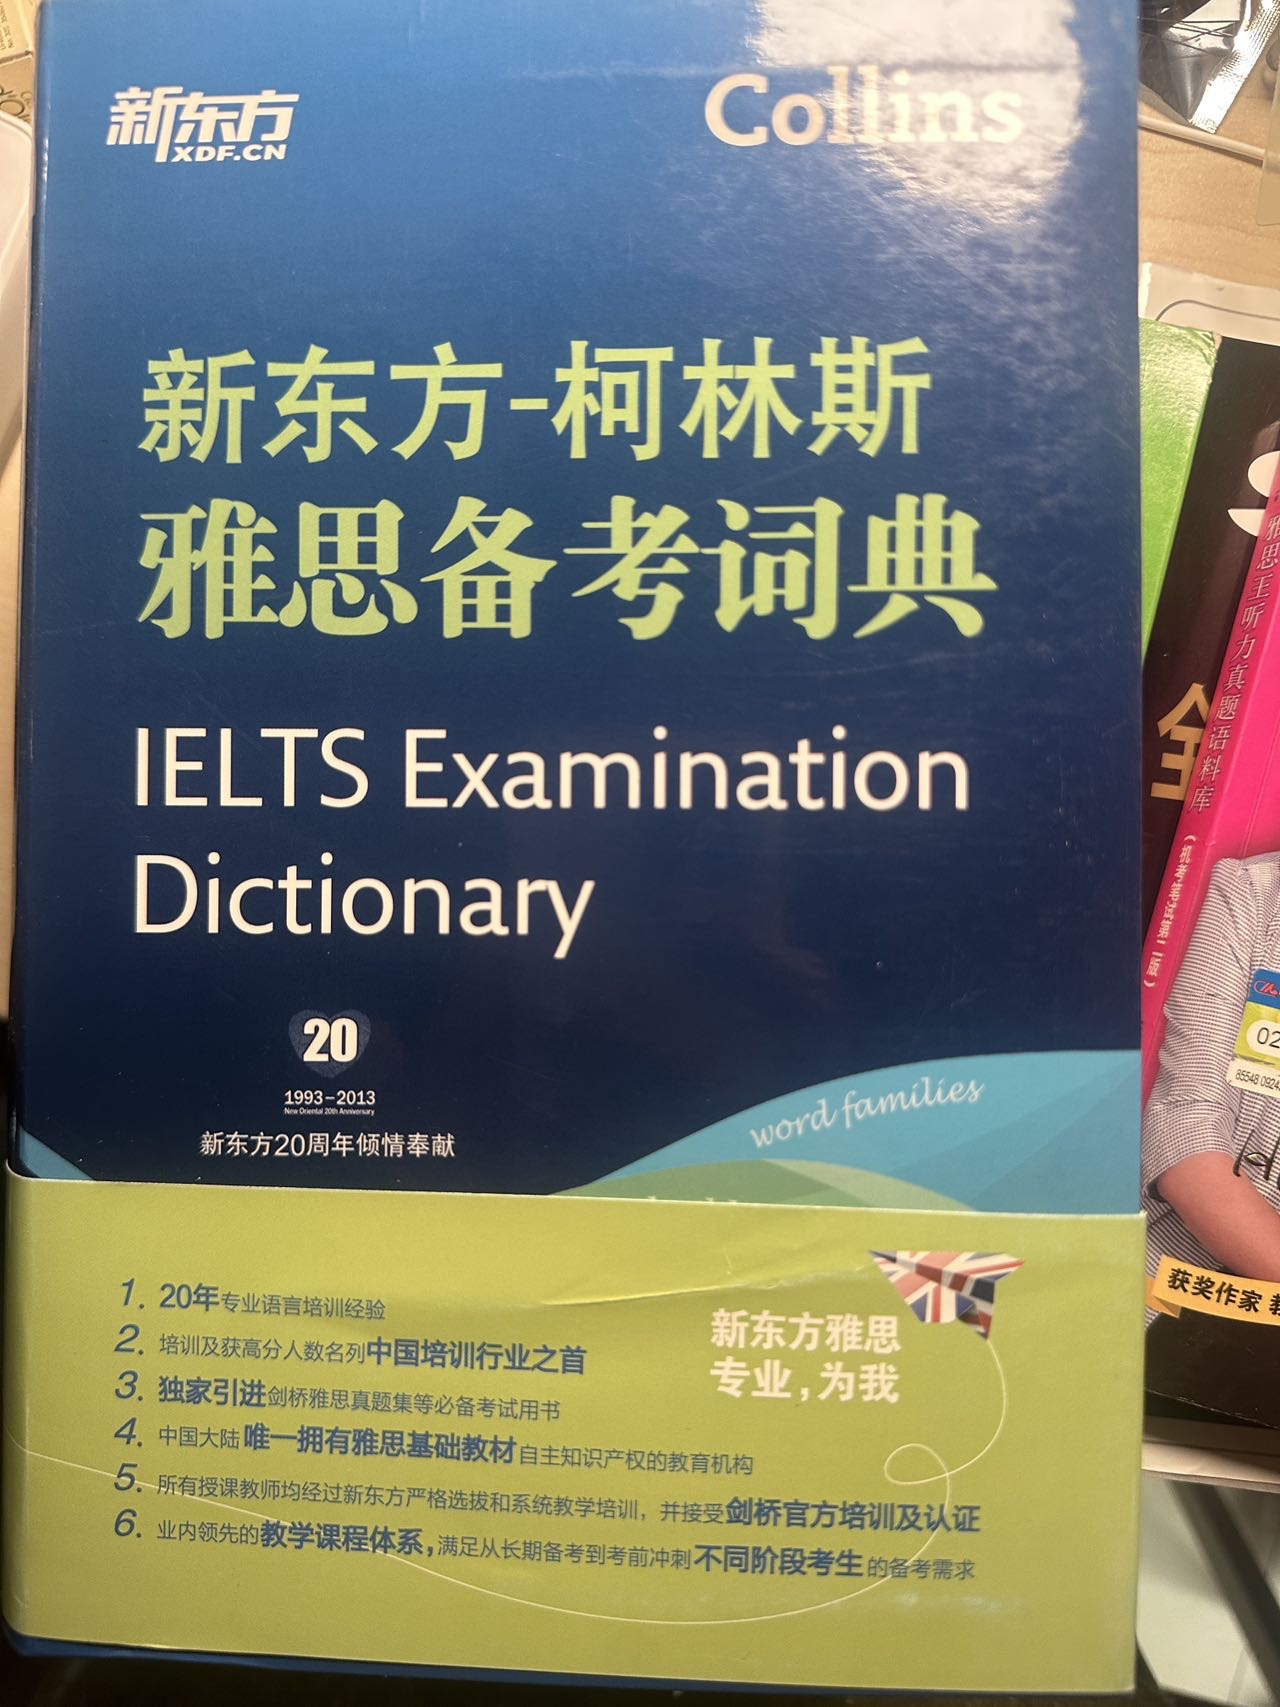 新东方
XDF.CN
Collins
新东方-柯林斯
雅思备考词典
IELTS Examination
Dictionary
20
1993-2013
New Oriental 20th Anniversary
新东方20周年倾情奉献
word families
1. 20年专业语言培训经验
2. 培训及获高分人数名列中国培训行业之首
3. 独家引进剑桥雅思真题集等必备考试用书
4. 中国大陆唯一拥有雅思基础教材自主知识产权的教育机构
5. 所有授课教师均经过新东方严格选拔和系统教学培训，并接受剑桥官方培训及认证
6. 业内领先的教学课程体系，满足从长期备考到考前冲刺不同阶段考生的备考需求
新东方雅思
专业，为我
雅思王听力真题语料库
（机考笔试第二版）
全
02
85548 092
获奖作家